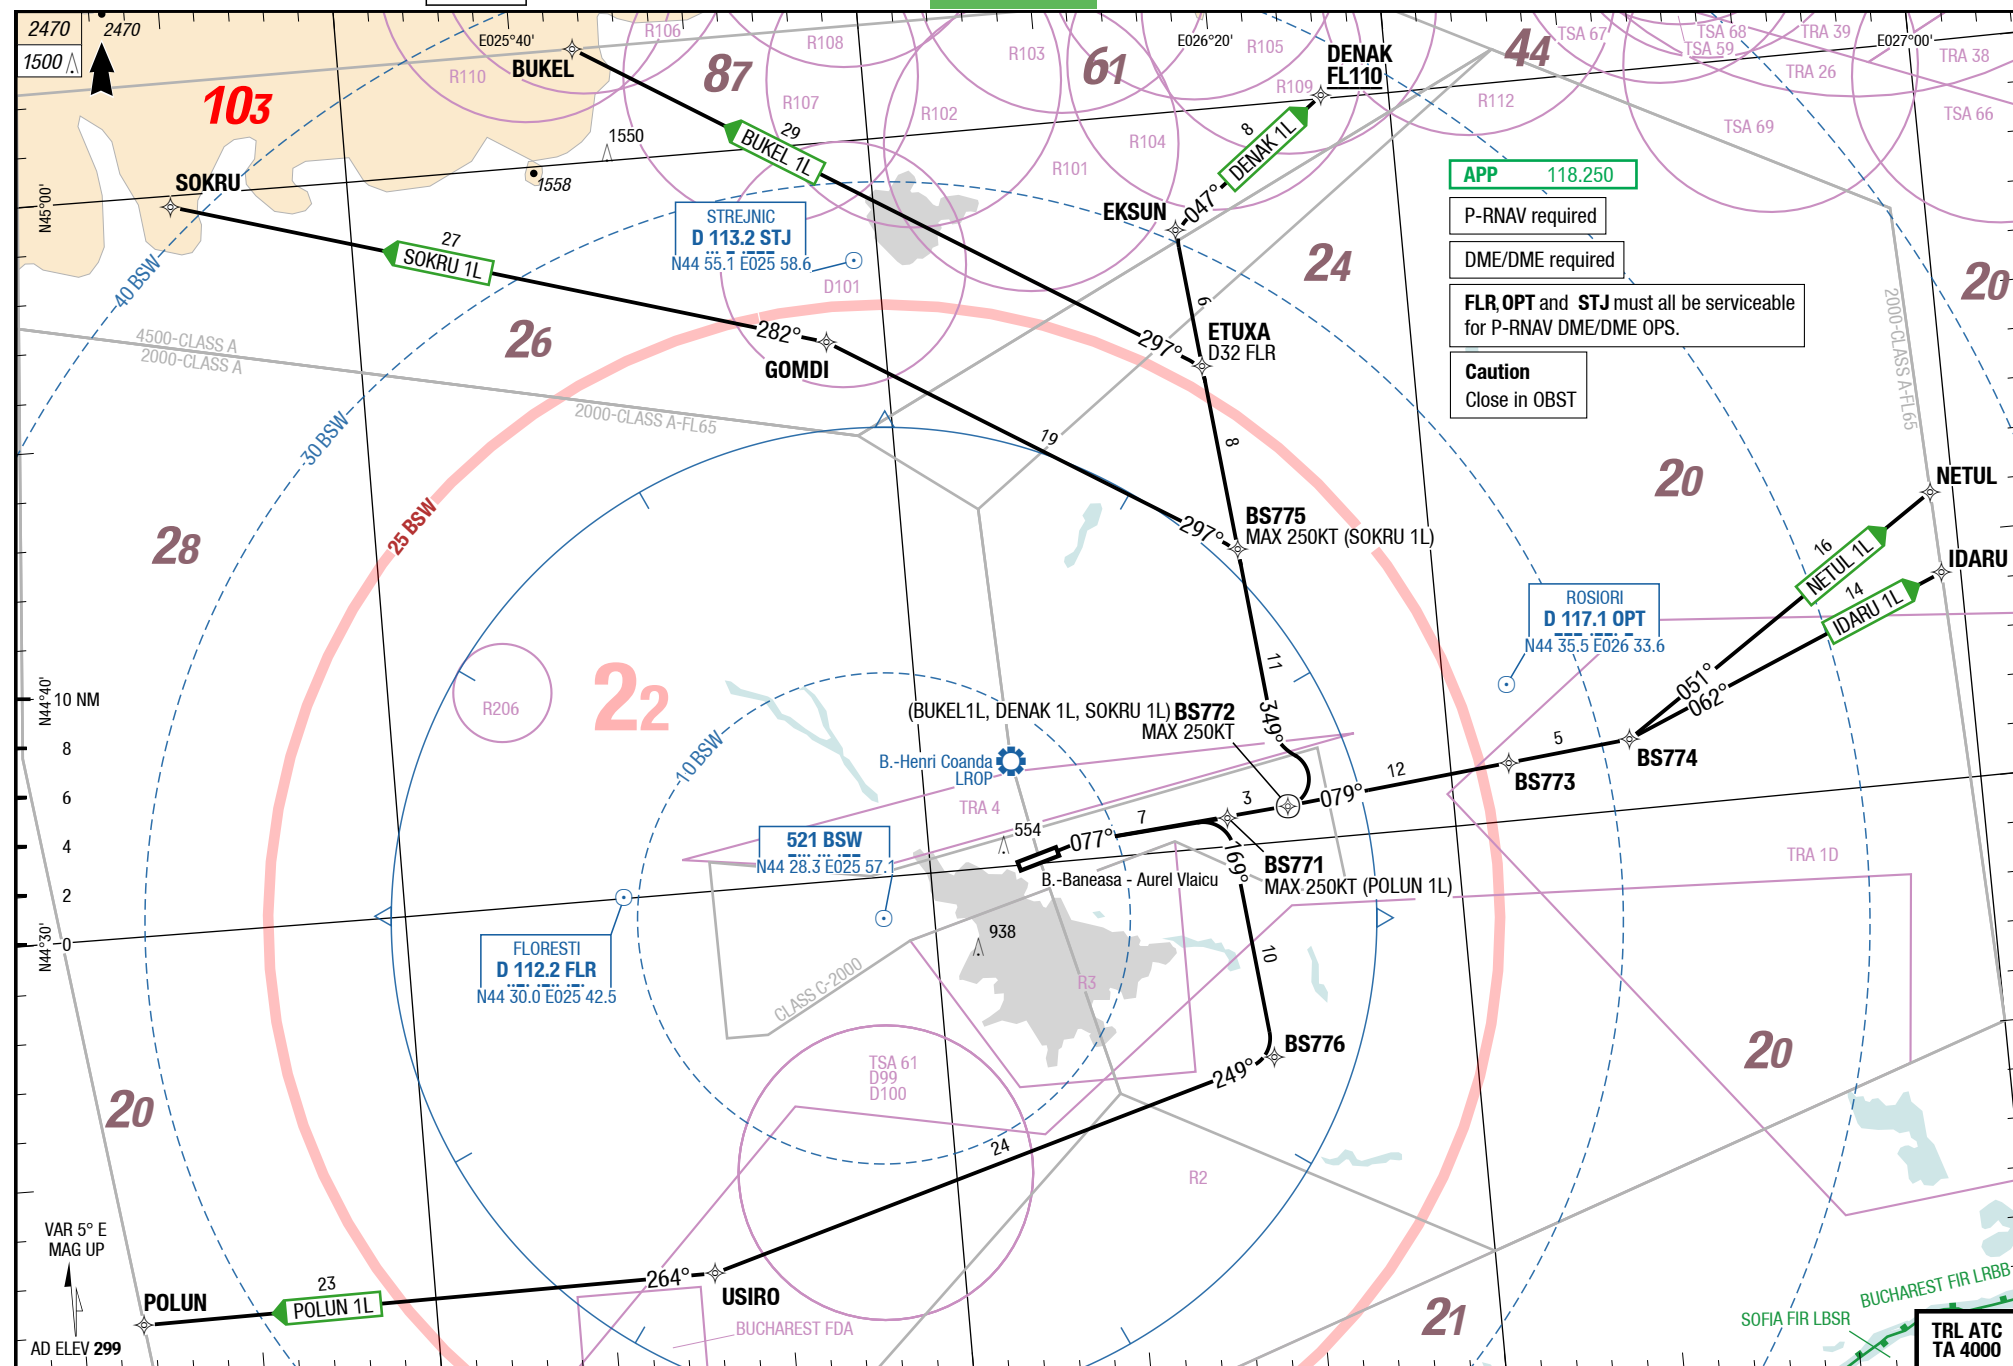 2470
2470
1500
E025°40'
BUKEL
103
R110
R106
R108
87
R107
R102
R103
61
R104
R101
E026°20'
R105
R109
DENAK
FL110
44
TSA 67
TSA 68
TSA 59
TRA 39
TRA 26
E027°00'
TRA 38
R112
TSA 69
TSA 66
29
BUKEL 1L
1550
1558
N45°00'
SOKRU
8
DENAK 1L
047°
EKSUN
APP 118.250
P-RNAV required
DME/DME required
FLR, OPT and STJ must all be serviceable
for P-RNAV DME/DME OPS.
Caution
Close in OBST
STREJNIC
D 113.2 STJ
N44 55.1 E025 58.6
D101
27
SOKRU 1L
40 BSW
24
20
2000-CLASS A-FL65
6
4500-CLASS A
2000-CLASS A
26
282°
GOMDI
297°
ETUXA
D32 FLR
2000-CLASS A-FL65
30 BSW
19
8
25 BSW
28
297°
BS775
MAX 250KT (SOKRU 1L)
20
NETUL
16
NETUL 1L
IDARU
14
IDARU 1L
ROSIORI
D 117.1 OPT
N44 35.5 E026 33.6
11
R206
22
N44°40'
10 NM
8
6
4
2
0
N44°30'
(BUKEL1L, DENAK 1L, SOKRU 1L) BS772
MAX 250KT
349°
051°
062°
5
BS774
10 BSW
B.-Henri Coanda
LROP
TRA 4
12
079°
BS773
3
7
077°
554
521 BSW
N44 28.3 E025 57.1
B.-Baneasa - Aurel Vlaicu
169°
BS771
MAX 250KT (POLUN 1L)
TRA 1D
FLORESTI
D 112.2 FLR
N44 30.0 E025 42.5
938
10
CLASS C-2000
R3
BS776
249°
20
TSA 61
D99
D100
20
24
R2
VAR 5° E
MAG UP
AD ELEV 299
POLUN
23
POLUN 1L
264°
USIRO
BUCHAREST FDA
21
SOFIA FIR LBSR
BUCHAREST FIR LRBB
TRL ATC
TA 4000